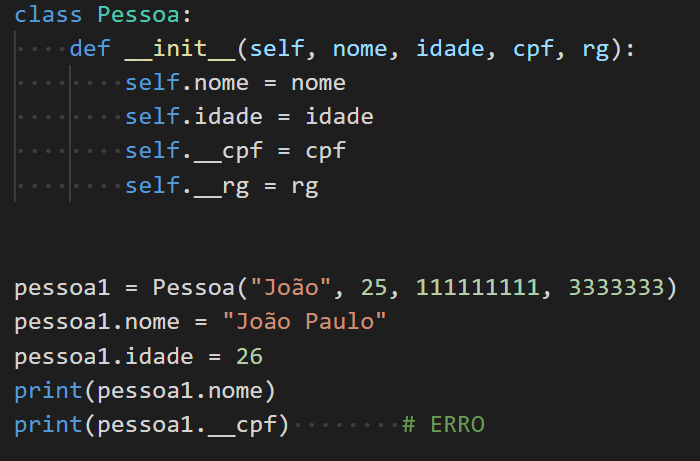 class Pessoa:
    def __init__(self, nome, idade, cpf, rg):
        self.nome = nome
        self.idade = idade
        self.__cpf = cpf
        self.__rg = rg
pessoa1 = Pessoa("João", 25, 111111111, 3333333)
pessoa1.nome = "João Paulo"
pessoa1.idade = 26
print(pessoa1.nome)
print(pessoa1.__cpf)        # ERRO